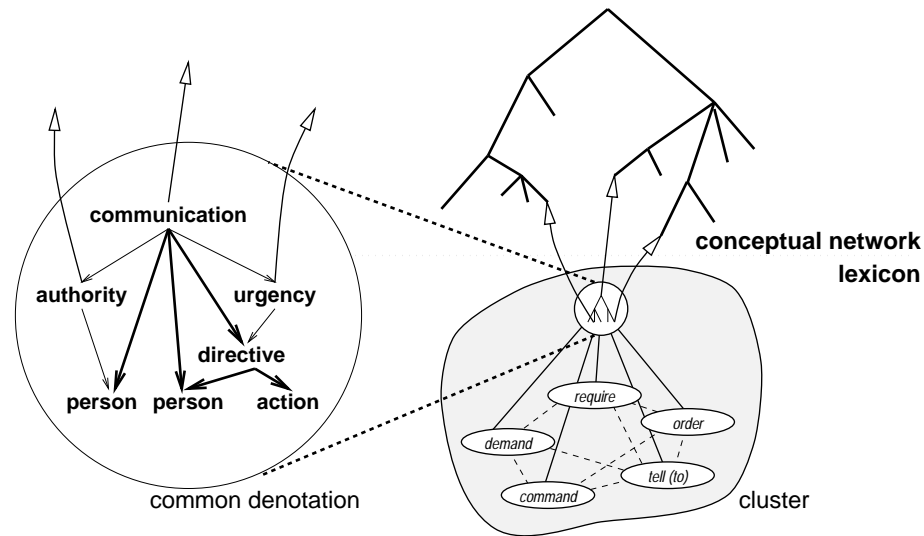 communication
conceptual network
lexicon
authority
urgency
directive
person person action
require
order
demand
tell (to)
command
common denotation
cluster